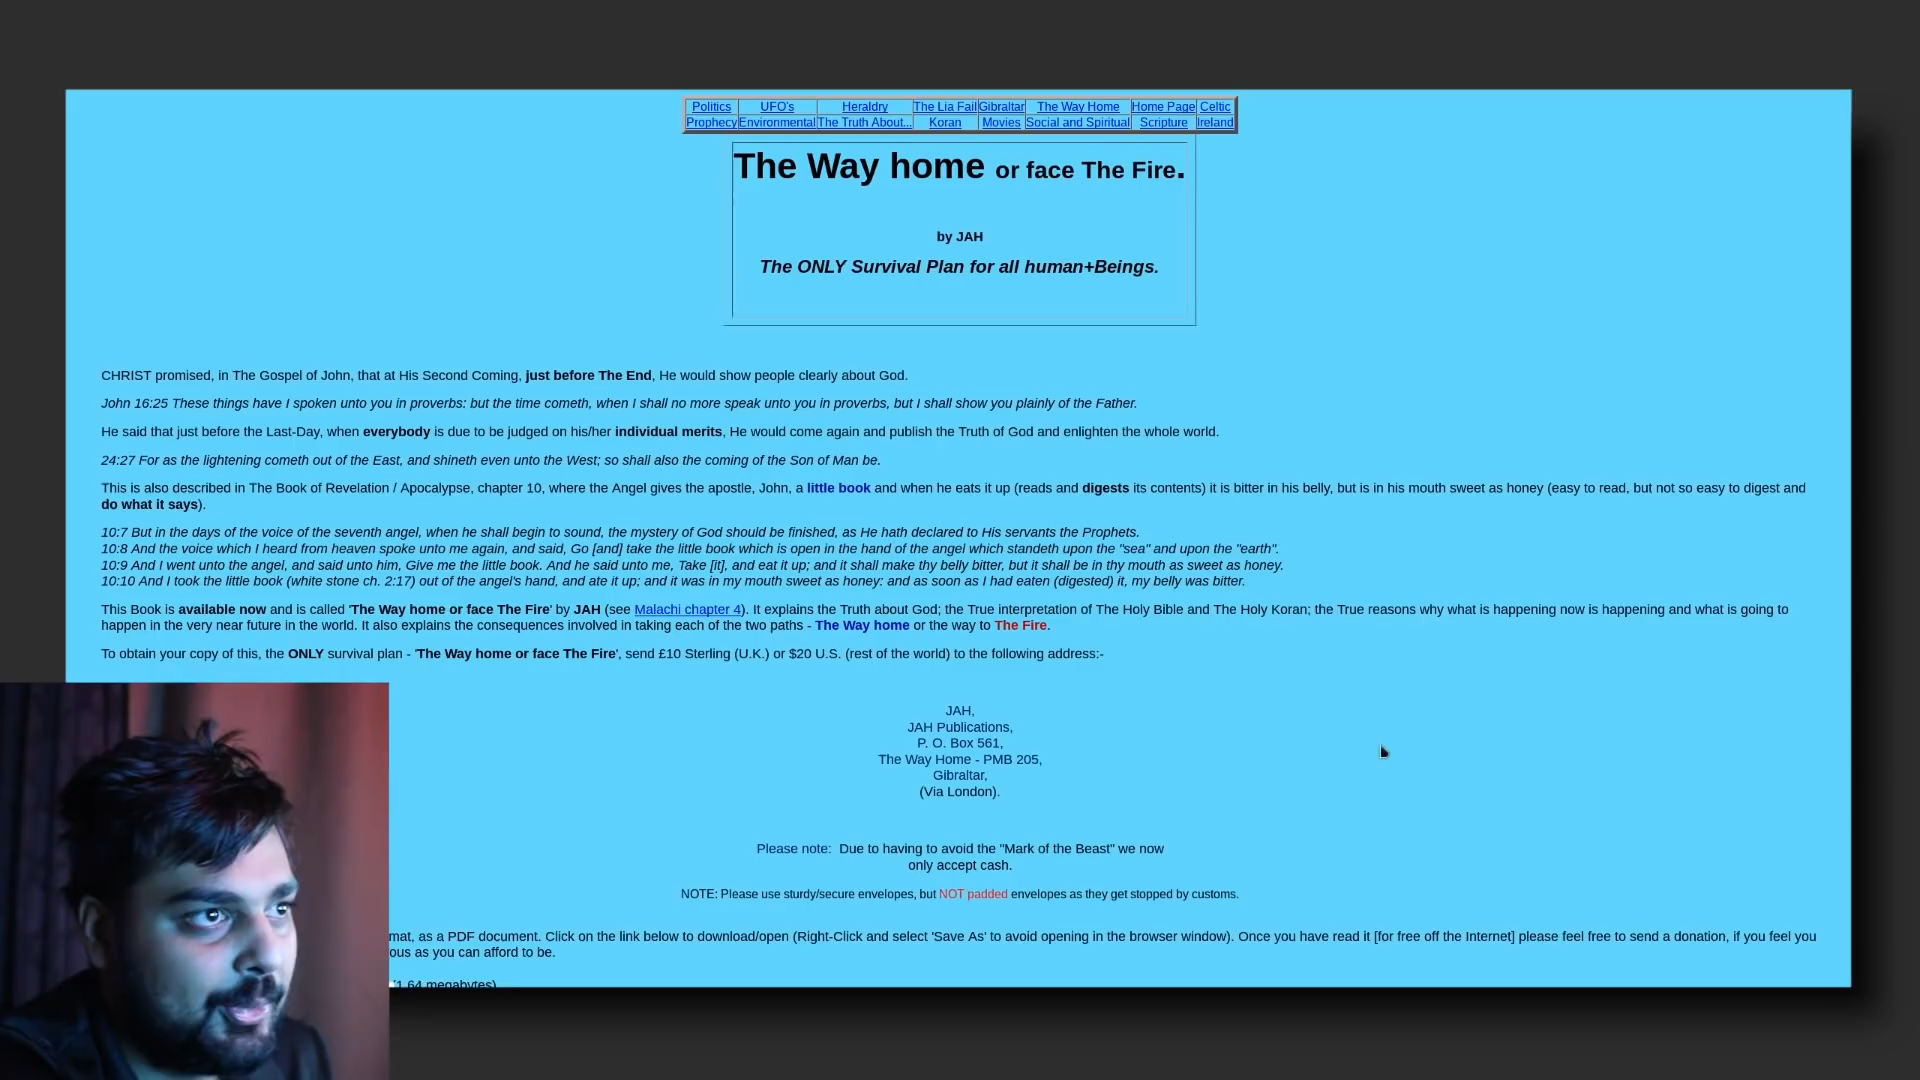 Politics UFO's Heraldry The Lia Fail Gibraltar The Way Home Home Page Celtic
Prophecy Environmental The Truth About... Koran Movies Social and Spiritual Scripture Ireland
The Way home or face The Fire.
by JAH
The ONLY Survival Plan for all human+Beings.
CHRIST promised, in The Gospel of John, that at His Second Coming, just before The End, He would show people clearly about God.
John 16:25 These things have I spoken unto you in proverbs: but the time cometh, when I shall no more speak unto you in proverbs, but I shall show you plainly of the Father.
He said that just before the Last-Day, when everybody is due to be judged on his/her individual merits, He would come again and publish the Truth of God and enlighten the whole world.
24:27 For as the lightening cometh out of the East, and shineth even unto the West; so shall also the coming of the Son of Man be.
This is also described in The Book of Revelation / Apocalypse, chapter 10, where the Angel gives the apostle, John, a little book and when he eats it up (reads and digests its contents) it is bitter in his belly, but is in his mouth sweet as honey (easy to read, but not so easy to digest and
do what it says).
10:7 But in the days of the voice of the seventh angel, when he shall begin to sound, the mystery of God should be finished, as He hath declared to His servants the Prophets.
10:8 And the voice which I heard from heaven spoke unto me again, and said, Go [and] take the little book which is open in the hand of the angel which standeth upon the "sea" and upon the "earth".
10:9 And I went unto the angel, and said unto him, Give me the little book. And he said unto me, Take [it], and eat it up; and it shall make thy belly bitter, but it shall be in thy mouth as sweet as honey.
10:10 And I took the little book (white stone ch. 2:17) out of the angel's hand, and ate it up; and it was in my mouth sweet as honey: and as soon as I had eaten (digested) it, my belly was bitter.
This Book is available now and is called 'The Way home or face The Fire' by JAH (see Malachi chapter 4). It explains the Truth about God; the True interpretation of The Holy Bible and The Holy Koran; the True reasons why what is happening now is happening and what is going to
happen in the very near future in the world. It also explains the consequences involved in taking each of the two paths - The Way home or the way to The Fire.
To obtain your copy of this, the ONLY survival plan - 'The Way home or face The Fire', send £10 Sterling (U.K.) or $20 U.S. (rest of the world) to the following address:-
JAH,
JAH Publications,
P. O. Box 561,
The Way Home - PMB 205,
Gibraltar,
(Via London).
Please note: Due to having to avoid the "Mark of the Beast" we now
only accept cash.
NOTE: Please use sturdy/secure envelopes, but NOT padded envelopes as they get stopped by customs.
mat, as a PDF document. Click on the link below to download/open (Right-Click and select 'Save As' to avoid opening in the browser window). Once you have read it [for free off the Internet] please feel free to send a donation, if you feel you
ous as you can afford to be.
(1.64 megabytes)